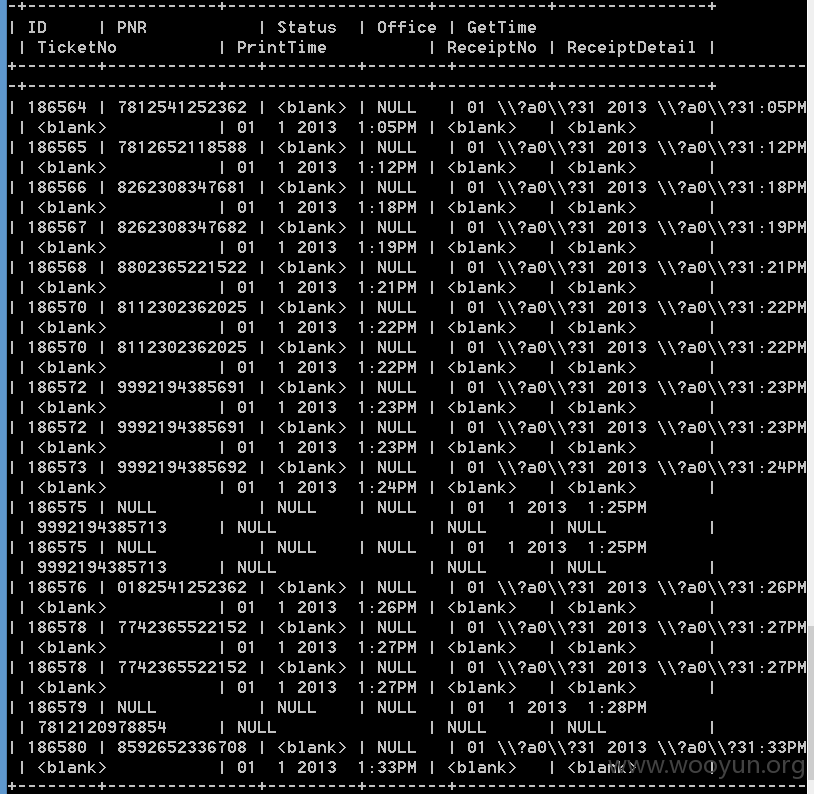 -+---------------------+--------------------+-----------+---------------+
| ID      | PNR           | Status  | Office | GetTime
 | TicketNo            | PrintTime          | ReceiptNo | ReceiptDetail |
+---------+---------------+---------+--------+-----------------------------------
-+---------------------+--------------------+-----------+---------------+
| 186564 | 7812541252362 | <blank> | NULL   | 01 \\?a0\\?31 2013 \\?a0\\?31:05PM
 | <blank>            | 01  1 2013  1:05PM | <blank>   | <blank>       |
| 186565 | 7812652118588 | <blank> | NULL   | 01 \\?a0\\?31 2013 \\?a0\\?31:12PM
 | <blank>            | 01  1 2013  1:12PM | <blank>   | <blank>       |
| 186566 | 8262308347681 | <blank> | NULL   | 01 \\?a0\\?31 2013 \\?a0\\?31:18PM
 | <blank>            | 01  1 2013  1:18PM | <blank>   | <blank>       |
| 186567 | 8262308347682 | <blank> | NULL   | 01 \\?a0\\?31 2013 \\?a0\\?31:19PM
 | <blank>            | 01  1 2013  1:19PM | <blank>   | <blank>       |
| 186568 | 8802365221522 | <blank> | NULL   | 01 \\?a0\\?31 2013 \\?a0\\?31:21PM
 | <blank>            | 01  1 2013  1:21PM | <blank>   | <blank>       |
| 186570 | 8112302362025 | <blank> | NULL   | 01 \\?a0\\?31 2013 \\?a0\\?31:22PM
 | <blank>            | 01  1 2013  1:22PM | <blank>   | <blank>       |
| 186570 | 8112302362025 | <blank> | NULL   | 01 \\?a0\\?31 2013 \\?a0\\?31:22PM
 | <blank>            | 01  1 2013  1:22PM | <blank>   | <blank>       |
| 186572 | 9992194385691 | <blank> | NULL   | 01 \\?a0\\?31 2013 \\?a0\\?31:23PM
 | <blank>            | 01  1 2013  1:23PM | <blank>   | <blank>       |
| 186572 | 9992194385691 | <blank> | NULL   | 01 \\?a0\\?31 2013 \\?a0\\?31:23PM
 | <blank>            | 01  1 2013  1:23PM | <blank>   | <blank>       |
| 186573 | 9992194385692 | <blank> | NULL   | 01 \\?a0\\?31 2013 \\?a0\\?31:24PM
 | <blank>            | 01  1 2013  1:24PM | <blank>   | <blank>       |
| 186575 | NULL          | NULL    | NULL   | 01  1 2013  1:25PM
 | 9992194385713      | NULL               | NULL      | NULL          |
| 186575 | NULL          | NULL    | NULL   | 01  1 2013  1:25PM
 | 9992194385713      | NULL               | NULL      | NULL          |
| 186576 | 0182541252362 | <blank> | NULL   | 01 \\?a0\\?31 2013 \\?a0\\?31:26PM
 | <blank>            | 01  1 2013  1:26PM | <blank>   | <blank>       |
| 186578 | 7742365522152 | <blank> | NULL   | 01 \\?a0\\?31 2013 \\?a0\\?31:27PM
 | <blank>            | 01  1 2013  1:27PM | <blank>   | <blank>       |
| 186578 | 7742365522152 | <blank> | NULL   | 01 \\?a0\\?31 2013 \\?a0\\?31:27PM
 | <blank>            | 01  1 2013  1:27PM | <blank>   | <blank>       |
| 186579 | NULL          | NULL    | NULL   | 01  1 2013  1:28PM
 | 7812120978854      | NULL               | NULL      | NULL          |
| 186580 | 8592652336708 | <blank> | NULL   | 01 \\?a0\\?31 2013 \\?a0\\?31:33PM
 | <blank>            | 01  1 2013  1:33PM | <blank>   | <blank>       |
www.wooyun.org
+---------+---------------+---------+--------+-----------------------------------